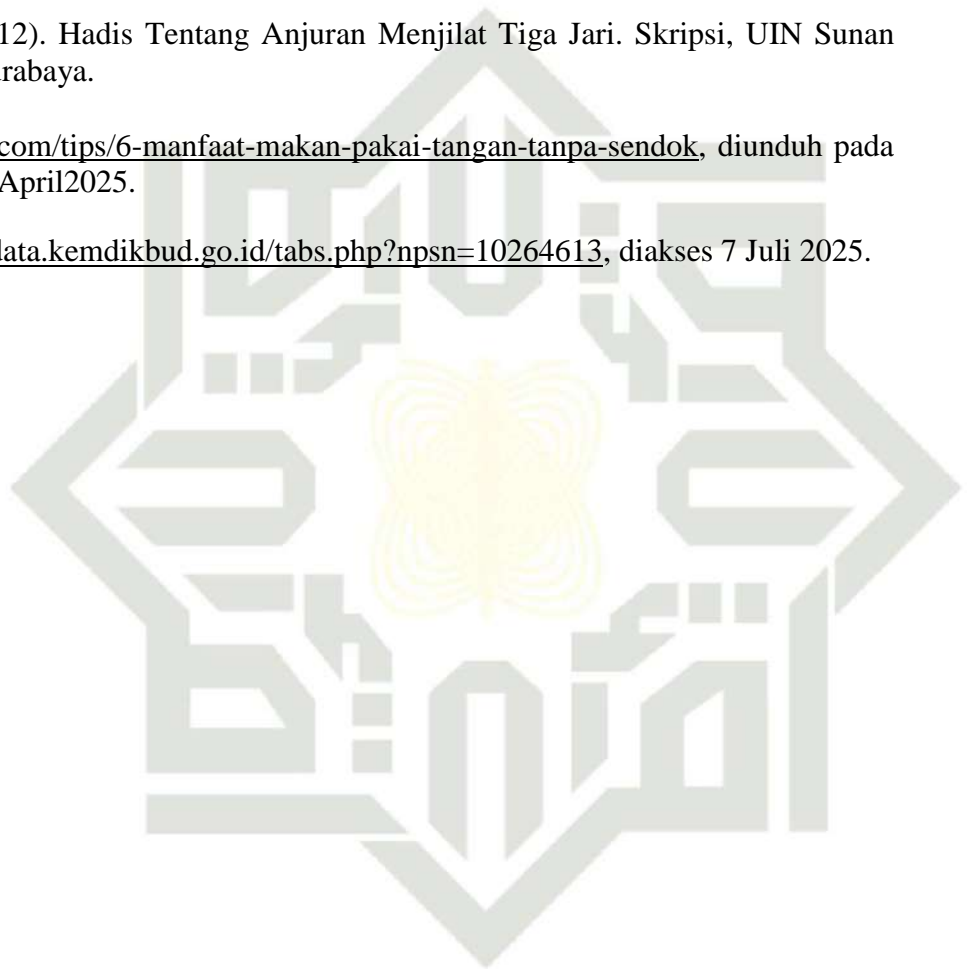 12). Hadis Tentang Anjuran Menjilat Tiga Jari. Skripsi, UIN Sunan
rabaya.
com/tips/6-manfaat-makan-pakai-tangan-tanpa-sendok, diunduh pada
April2025.
data.kemdikbud.go.id/tabs.php?npsn=10264613, diakses 7 Juli 2025.